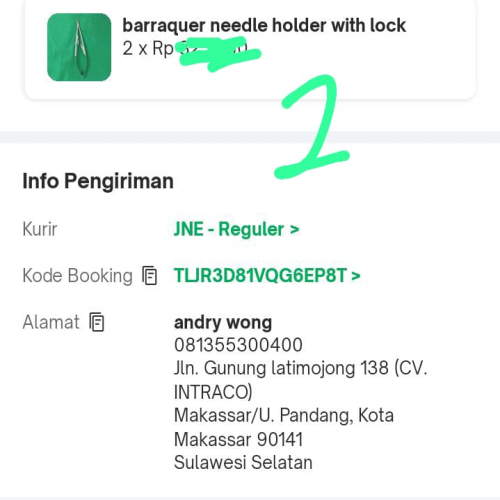 barraquer needle holder with lock
2 x Rp
2
Info Pengiriman
Kurir JNE - Reguler >
Kode Booking TLJR3D81VQG6EP8T >
Alamat andry wong
081355300400
Jln. Gunung latimojong 138 (CV.
INTRACO)
Makassar/U. Pandang, Kota
Makassar 90141
Sulawesi Selatan